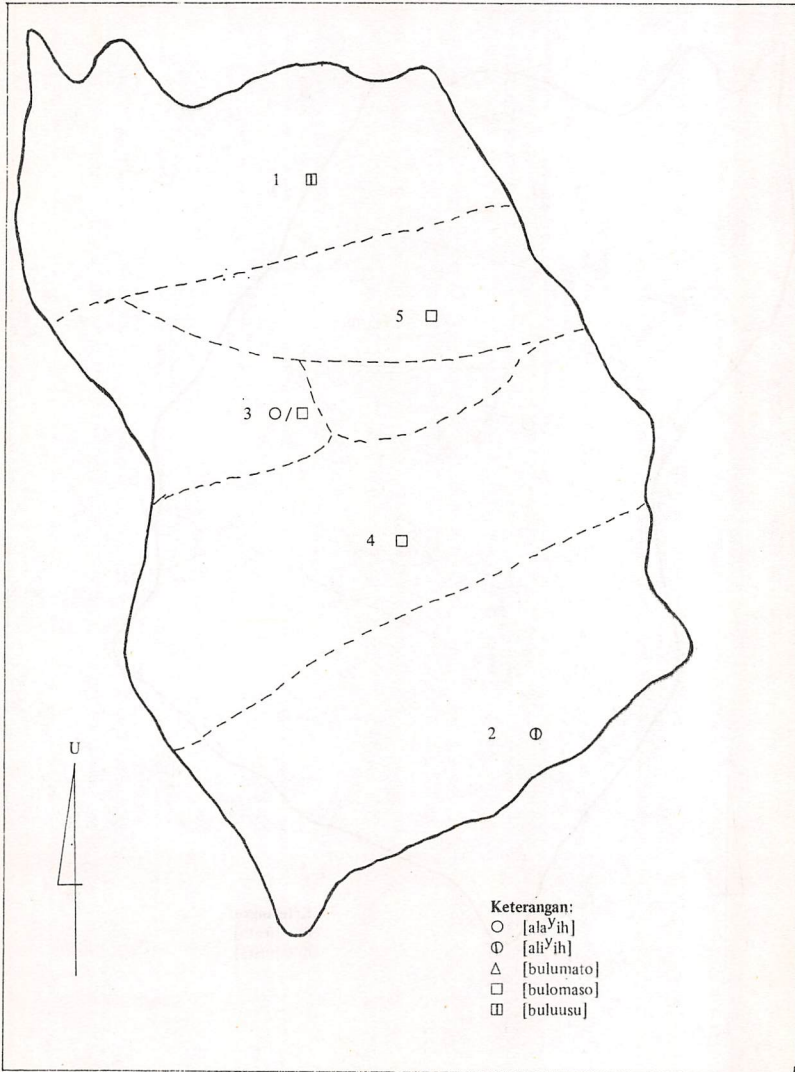 1
5
3 /
4
2
U
Keterangan:
[alaʸih]
[aliʸih]
[bulumato]
[bulomaso]
[buluusu]